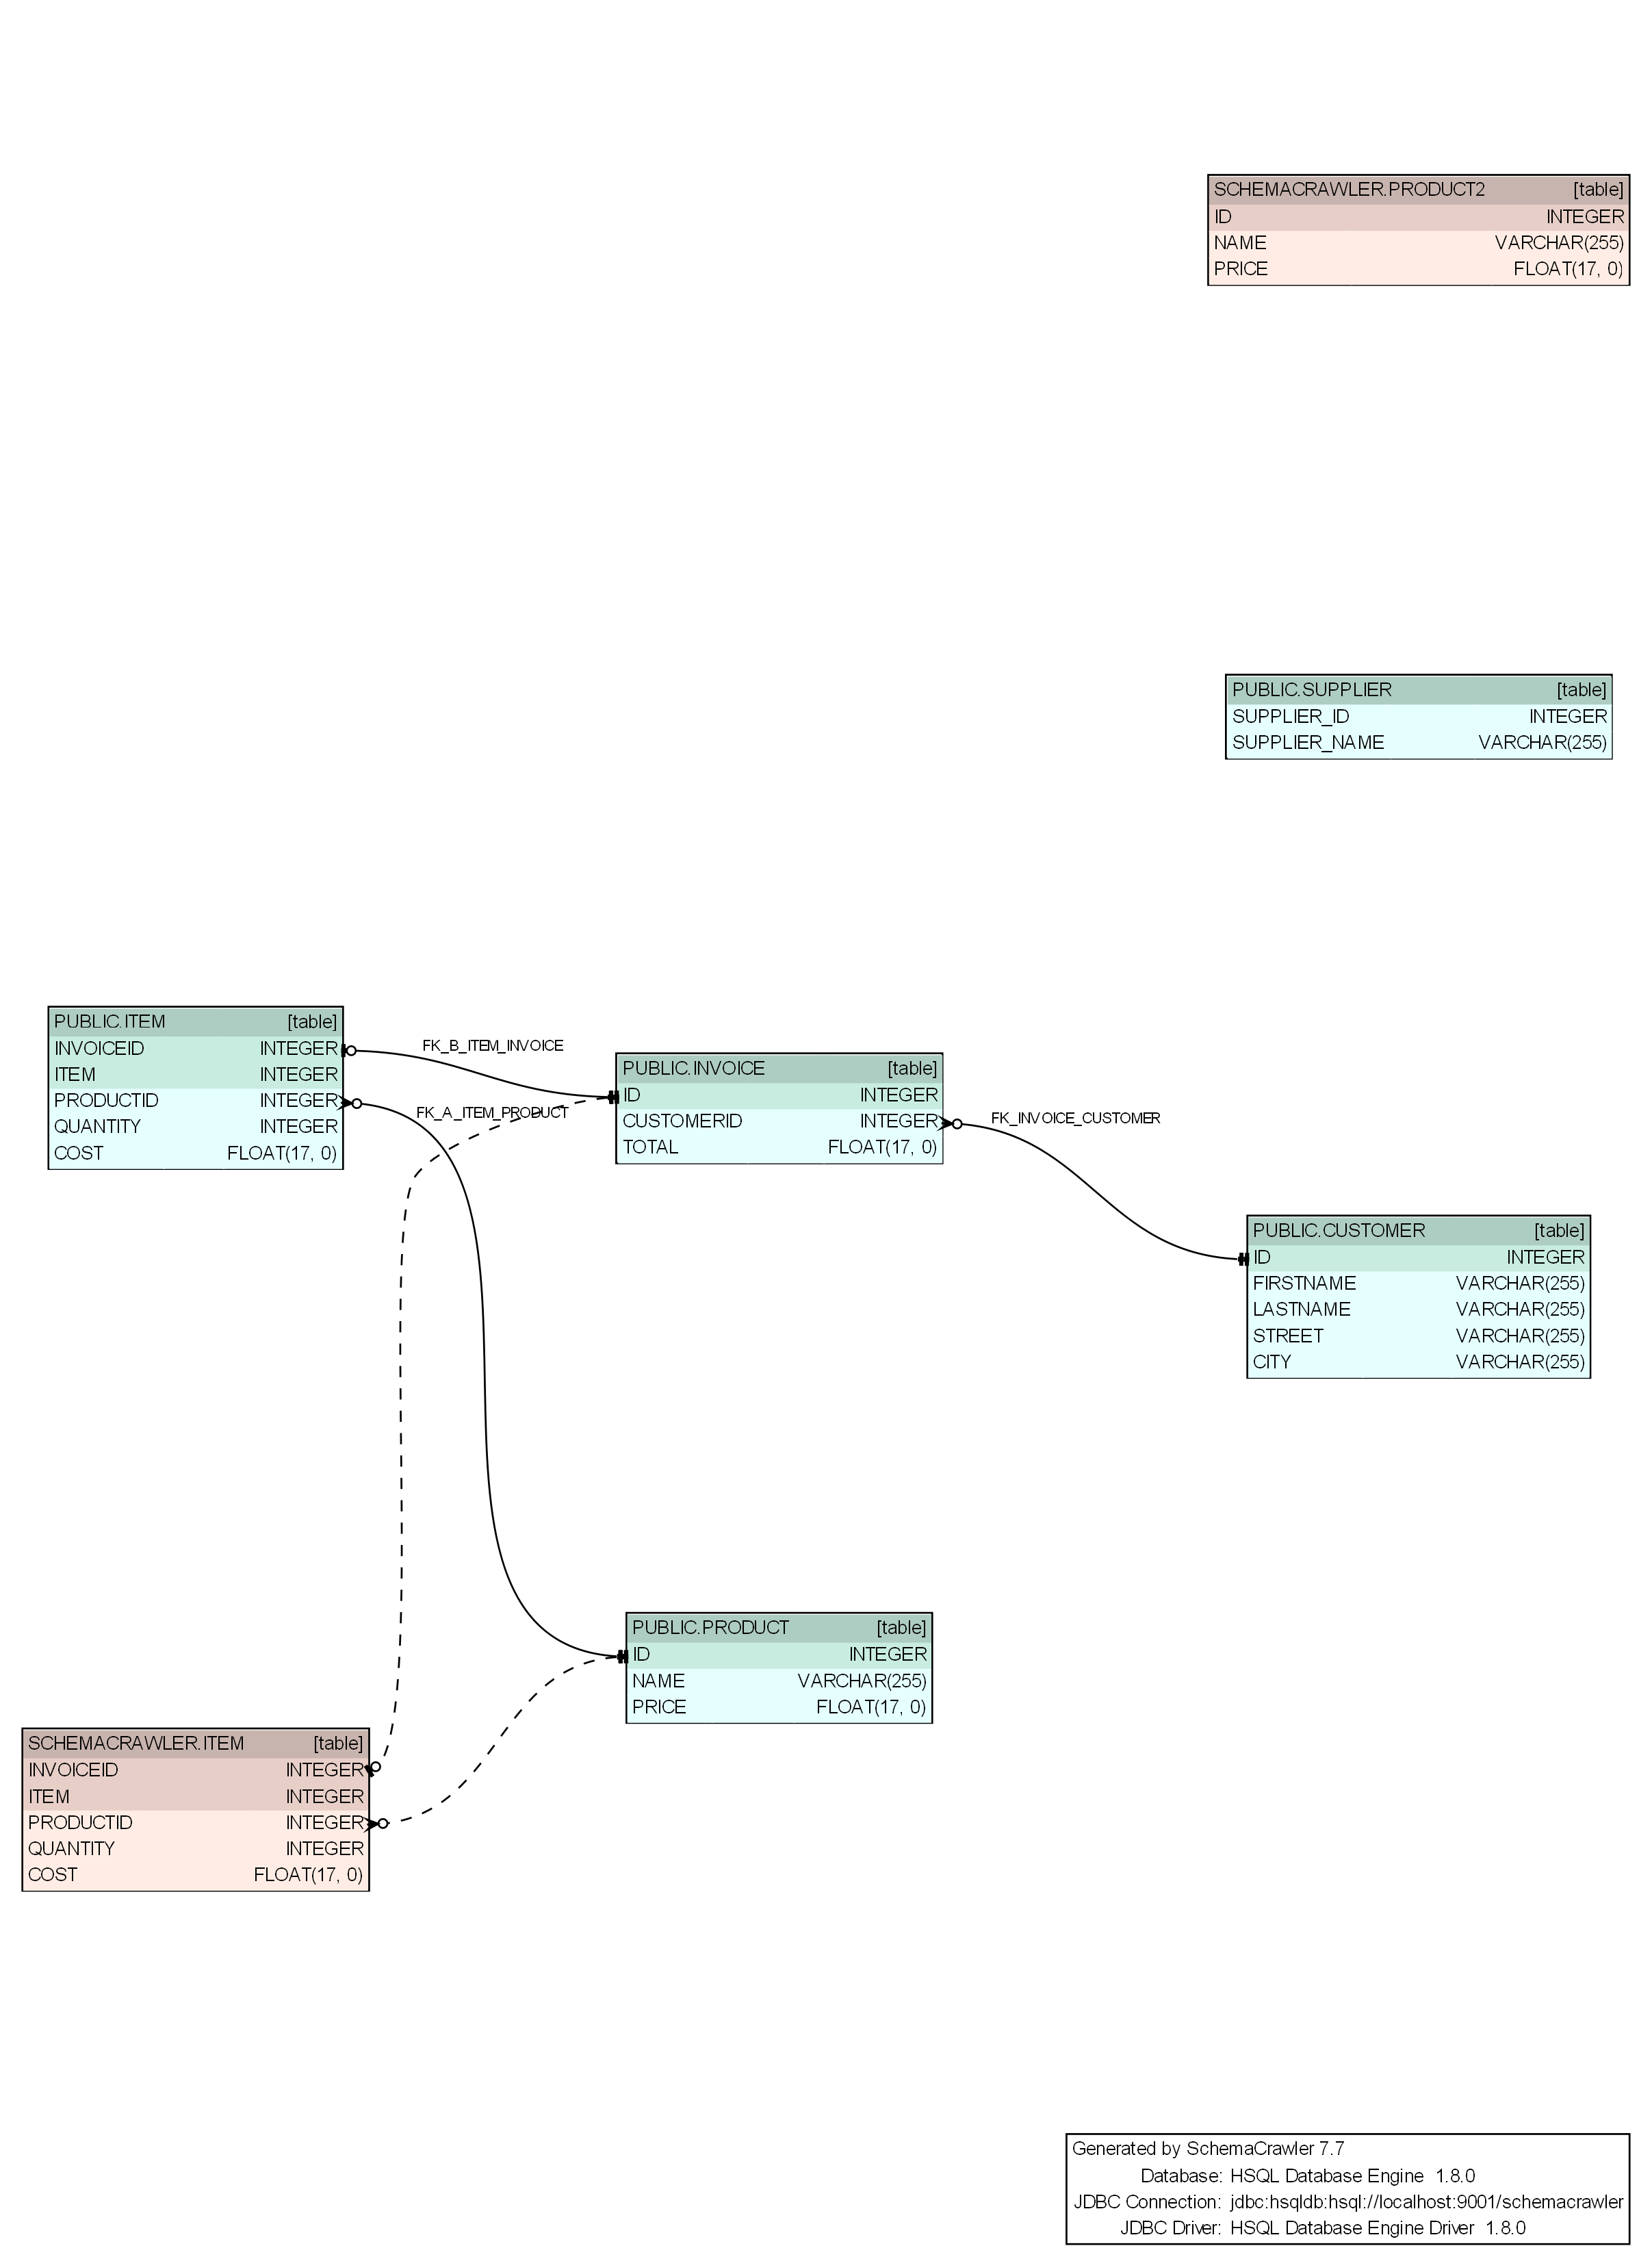 SCHEMACRAWLER.PRODUCT2 [table]
ID INTEGER
NAME VARCHAR(255)
PRICE FLOAT(17, 0)
PUBLIC.SUPPLIER [table]
SUPPLIER_ID INTEGER
SUPPLIER_NAME VARCHAR(255)
PUBLIC.ITEM [table]
INVOICEID INTEGER
ITEM INTEGER
PRODUCTID INTEGER
QUANTITY INTEGER
COST FLOAT(17, 0)
FK_B_ITEM_INVOICE
FK_A_ITEM_PRODUCT
PUBLIC.INVOICE [table]
ID INTEGER
CUSTOMERID INTEGER
TOTAL FLOAT(17, 0)
FK_INVOICE_CUSTOMER
PUBLIC.CUSTOMER [table]
ID INTEGER
FIRSTNAME VARCHAR(255)
LASTNAME VARCHAR(255)
STREET VARCHAR(255)
CITY VARCHAR(255)
PUBLIC.PRODUCT [table]
ID INTEGER
NAME VARCHAR(255)
PRICE FLOAT(17, 0)
SCHEMACRAWLER.ITEM [table]
INVOICEID INTEGER
ITEM INTEGER
PRODUCTID INTEGER
QUANTITY INTEGER
COST FLOAT(17, 0)
Generated by SchemaCrawler 7.7
Database: HSQL Database Engine 1.8.0
JDBC Connection: jdbc:hsqldb:hsql://localhost:9001/schemacrawler
JDBC Driver: HSQL Database Engine Driver 1.8.0